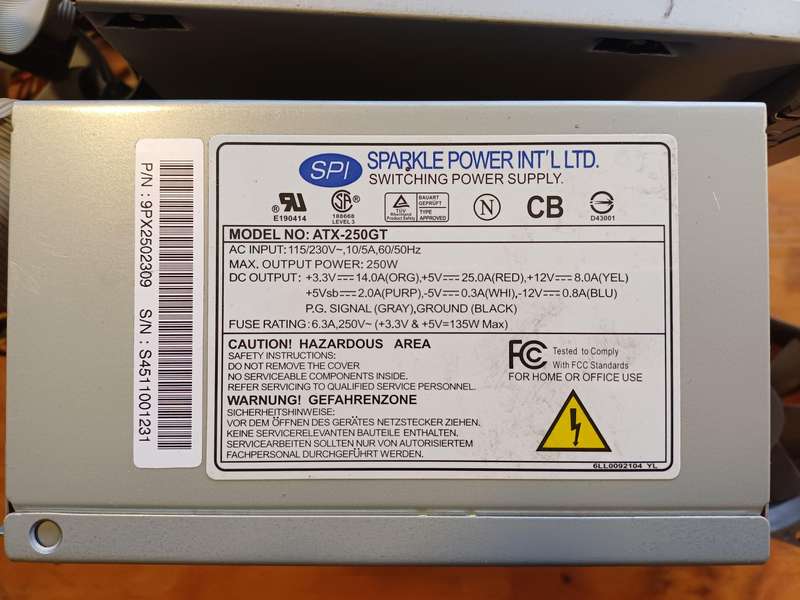 P/N : 9PX2502309 S/N : S4511001231
SPI
SPARKLE POWER INT'L LTD.
SWITCHING POWER SUPPLY.
E190414
188668
LEVEL 3
TÜV
Rheinland
Product Safety
BAUART
GEPRÜFT
TYPE
APPROVED
N
CB
D43001
MODEL NO: ATX-250GT
AC INPUT: 115/230V~,10/5A,60/50Hz
MAX. OUTPUT POWER: 250W
DC OUTPUT : +3.3V⎓14.0A(ORG),+5V⎓25.0A(RED),+12V⎓8.0A(YEL)
+5Vsb⎓2.0A(PURP),-5V⎓0.3A(WHI),-12V⎓0.8A(BLU)
P.G. SIGNAL (GRAY),GROUND (BLACK)
FUSE RATING: 6.3A,250V~ (+3.3V & +5V=135W Max)
CAUTION! HAZARDOUS AREA
SAFETY INSTRUCTIONS:
DO NOT REMOVE THE COVER
NO SERVICEABLE COMPONENTS INSIDE.
REFER SERVICING TO QUALIFIED SERVICE PERSONNEL.
WARNUNG! GEFAHRENZONE
SICHERHEITSHINWEISE:
VOR DEM ÖFFNEN DES GERÄTES NETZSTECKER ZIEHEN.
KEINE SERVICERELEVANTEN BAUTEILE ENTHALTEN.
SERVICEARBEITEN SOLLTEN NUR VON AUTORISIERTEM
FACHPERSONAL DURCHGEFÜHRT WERDEN.
FCC Tested to Comply
With FCC Standards
FOR HOME OR OFFICE USE
6LL0092104 YL